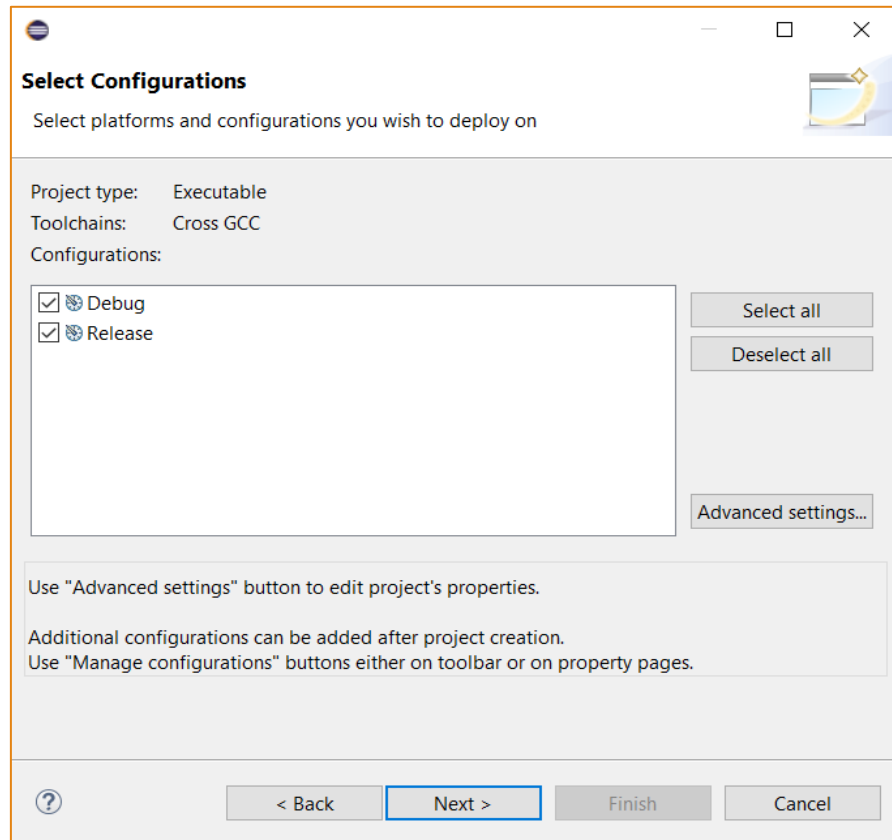 Select Configurations
Select platforms and configurations you wish to deploy on
Project type: Executable
Toolchains: Cross GCC
Configurations:
Debug
Release
Select all
Deselect all
Advanced settings...
Use "Advanced settings" button to edit project's properties.
Additional configurations can be added after project creation.
Use "Manage configurations" buttons either on toolbar or on property pages.
? < Back Next > Finish Cancel